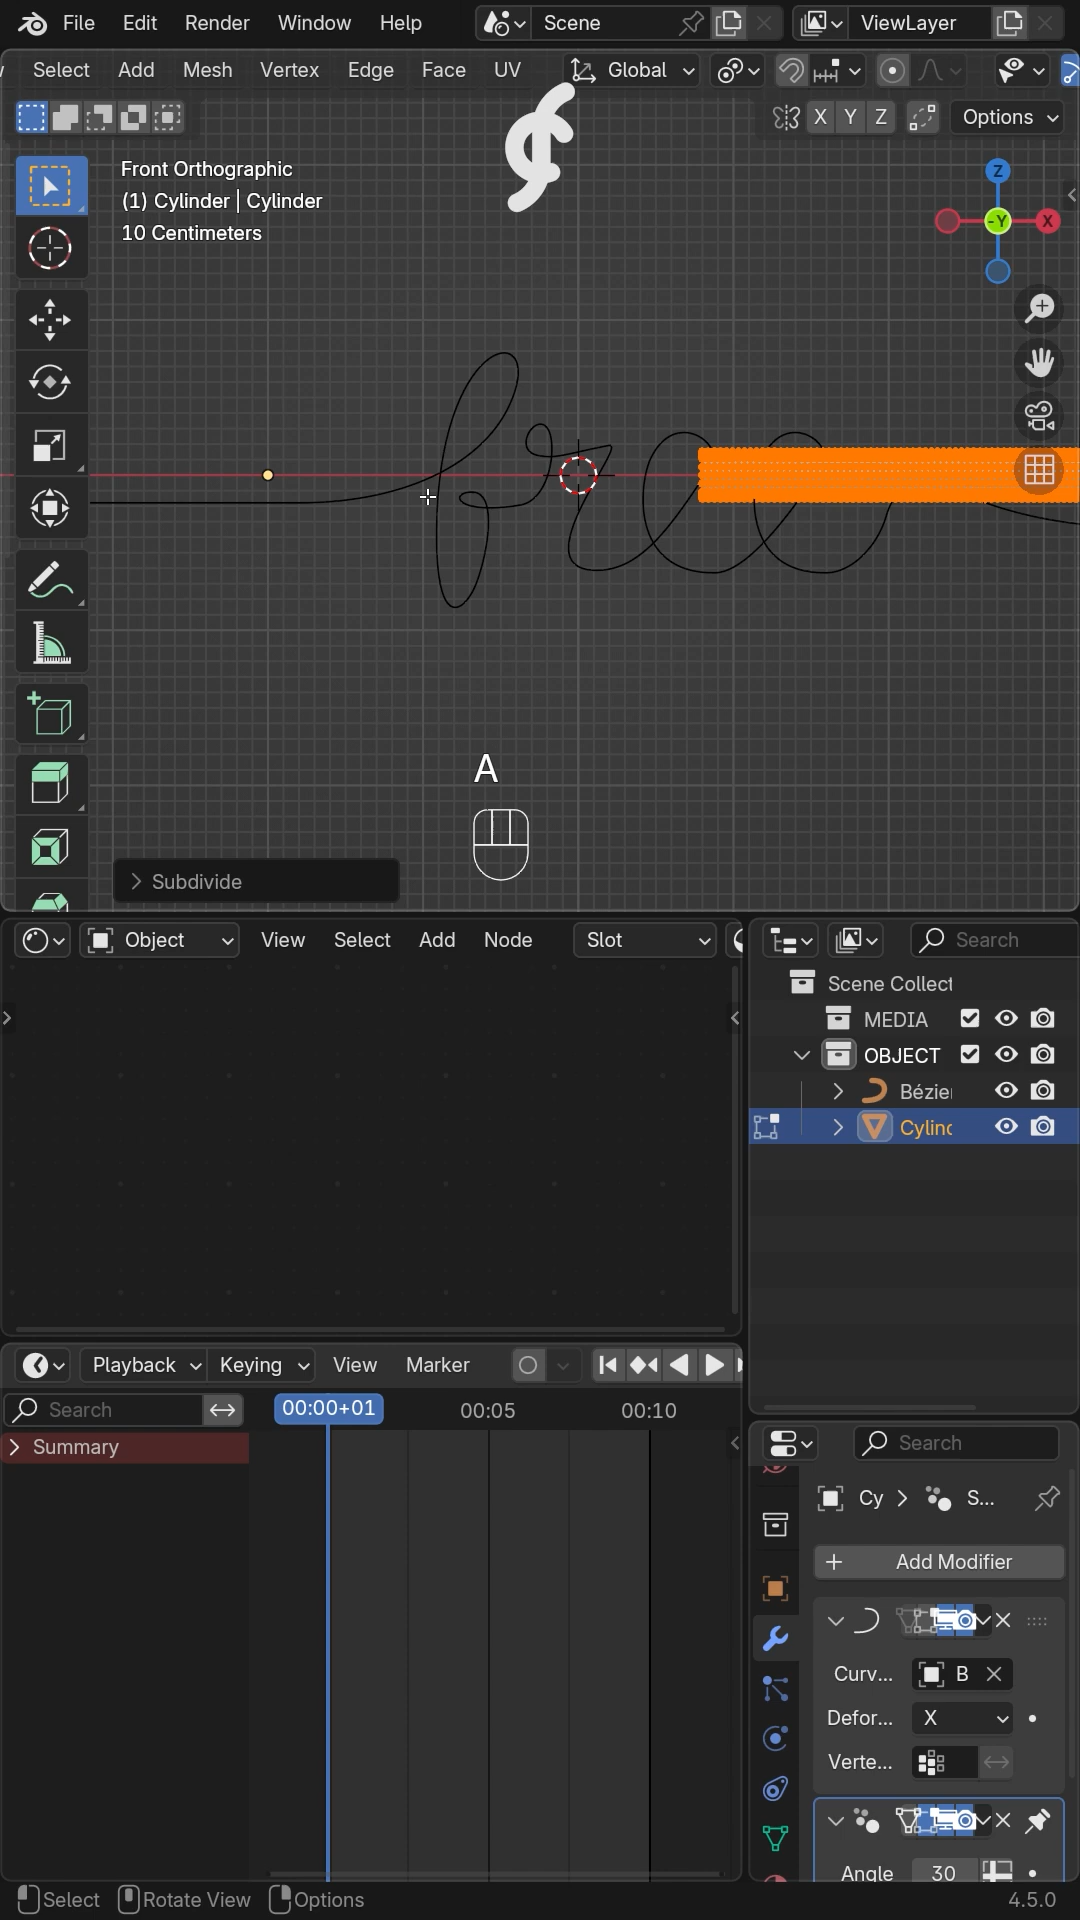 File Edit Render Window Help Scene ViewLayer
Select Add Mesh Vertex Edge Face UV Global
X Y Z Options
Front Orthographic
(1) Cylinder | Cylinder
10 Centimeters
Z
-Y X
A
Subdivide
Object View Select Add Node Slot
Search
Scene Collect
MEDIA
OBJECT
Bézier
Cylinc
Playback Keying View Marker
Search 00:00+01 00:05 00:10
Summary
Search
Cy S...
Add Modifier
Curv... B
Defor... X
Verte...
Angle 30
Select Rotate View Options 4.5.0